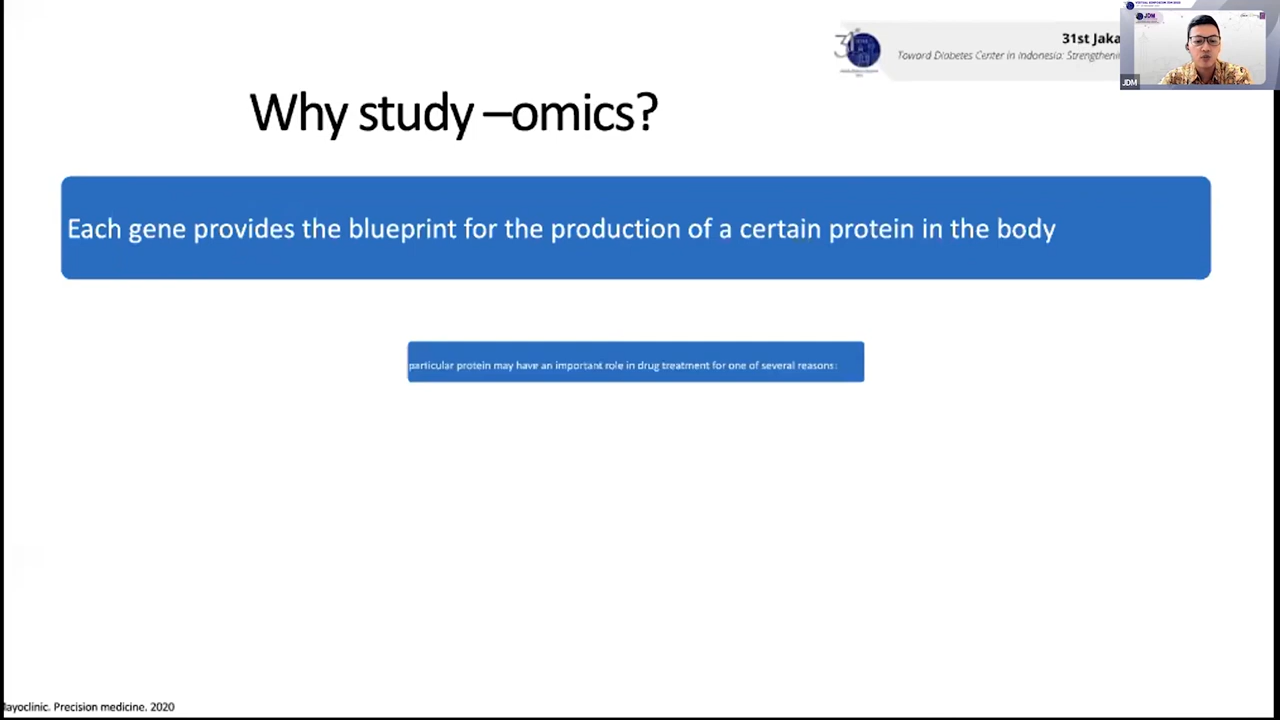 31st Jaka
Toward Diabetes Center in Indonesia: Strengtheni
JDM
JDM
Why study –omics?
Each gene provides the blueprint for the production of a certain protein in the body
particular protein may have an important role in drug treatment for one of several reasons:
layoclinic. Precision medicine. 2020